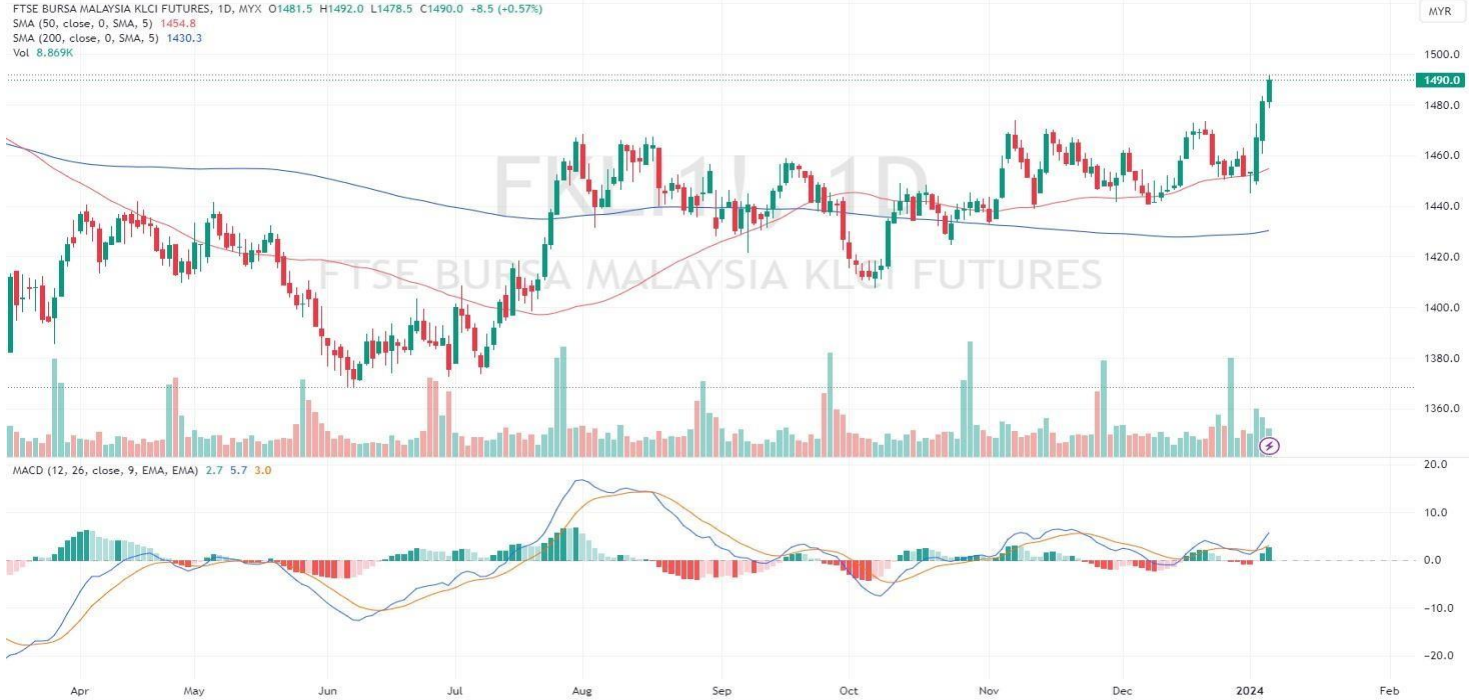 FTSE BURSA MALAYSIA KLCI FUTURES, 1D, MYX O1481.5 H1492.0 L1478.5 C1490.0 +8.5 (+0.57%)
MYR
SMA (50, close, 0, SMA, 5) 1454.8
SMA (200, close, 0, SMA, 5) 1430.3
Vol 8.869K
1500.0
1490.0
1480.0
1460.0
1440.0
1420.0
1400.0
1380.0
1360.0
FKLI1!, 1D
FTSE BURSA MALAYSIA KLCI FUTURES
MACD (12, 26, close, 9, EMA, EMA) 2.7 5.7 3.0
20.0
10.0
0.0
−10.0
−20.0
Apr May Jun Jul Aug Sep Oct Nov Dec 2024 Feb